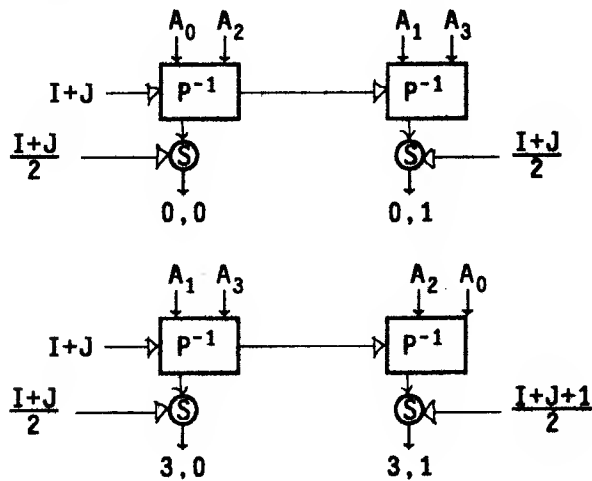 A₀ A₂ A₁ A₃
I+J P⁻¹ P⁻¹
I+J/2 S S I+J/2
0,0 0,1
A₁ A₃ A₂ A₀
I+J P⁻¹ P⁻¹
I+J/2 S S I+J+1/2
3,0 3,1